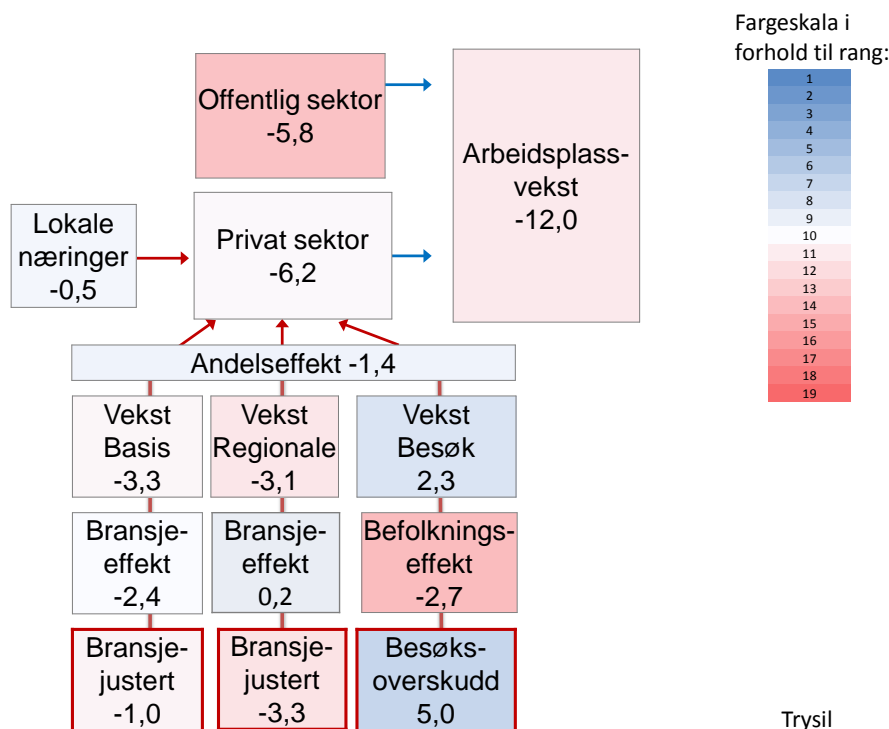 Fargeskala i
forhold til rang:
1
2
3
4
5
6
7
8
9
10
11
12
13
14
15
16
17
18
19
Offentlig sektor
-5,8
Arbeidsplass-
vekst
-12,0
Lokale
næringer
-0,5
Privat sektor
-6,2
Andelseffekt -1,4
Vekst
Basis
-3,3
Vekst
Regionale
-3,1
Vekst
Besøk
2,3
Bransje-
effekt
-2,4
Bransje-
effekt
0,2
Befolknings-
effekt
-2,7
Bransje-
justert
-1,0
Bransje-
justert
-3,3
Besøks-
overskudd
5,0
Trysil